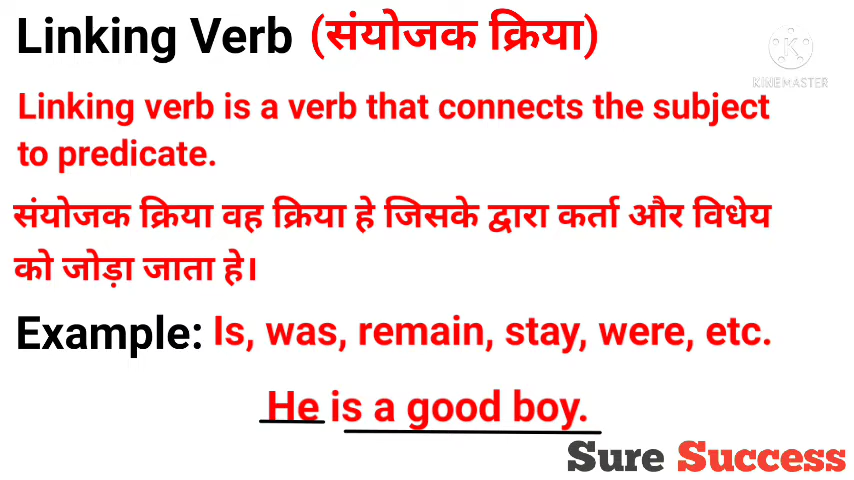 Linking Verb (संयोजक क्रिया)
KINEMASTER
Linking verb is a verb that connects the subject
to predicate.
संयोजक क्रिया वह क्रिया हे जिसके द्वारा कर्ता और विधेय
को जोड़ा जाता हे।
Example: Is, was, remain, stay, were, etc.
He is a good boy.
Sure Success